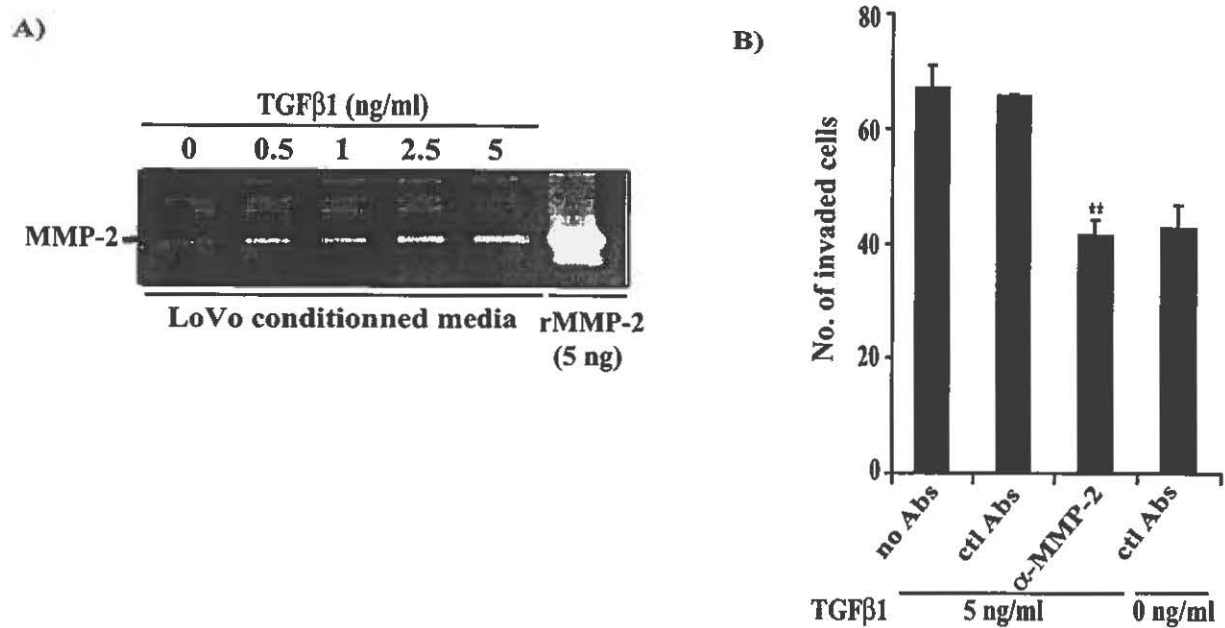 A)
TGFβ1 (ng/ml)
0 0.5 1 2.5 5
MMP-2
LoVo conditionned media
rMMP-2
(5 ng)
B)
No. of invaded cells
80
60
40
20
0
‡‡
no Abs
ctl Abs
α-MMP-2
ctl Abs
TGFβ1 5 ng/ml 0 ng/ml